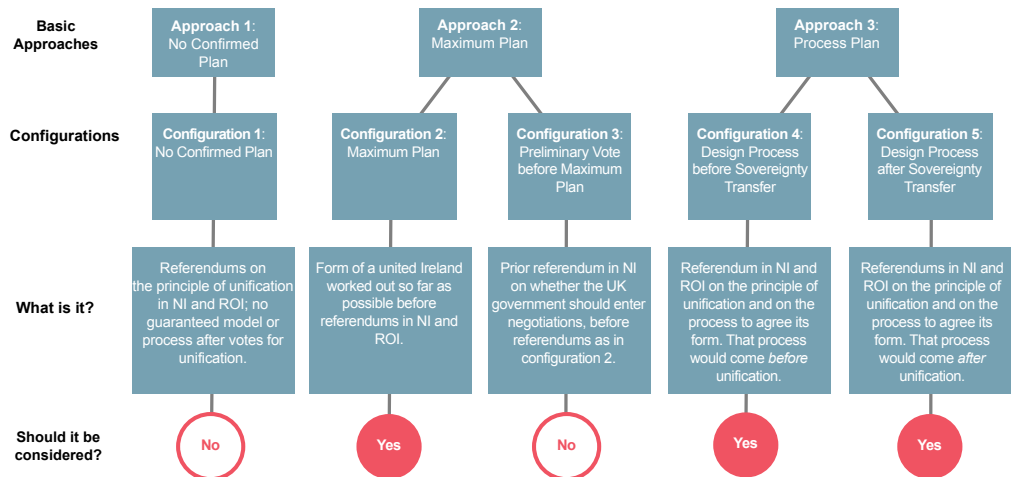 Basic
Approaches
Approach 1:
No Confirmed
Plan
Approach 2:
Maximum Plan
Approach 3:
Process Plan
Configurations
Configuration 1:
No Confirmed Plan
Configuration 2:
Maximum Plan
Configuration 3:
Preliminary Vote
before Maximum
Plan
Configuration 4:
Design Process
before Sovereignty
Transfer
Configuration 5:
Design Process
after Sovereignty
Transfer
What is it?
Referendums on
the principle of unification
in NI and ROI; no
guaranteed model or
process after votes for
unification.
Form of a united Ireland
worked out so far as
possible before
referendums in NI and
ROI.
Prior referendum in NI
on whether the UK
government should enter
negotiations, before
referendums as in
configuration 2.
Referendum in NI and
ROI on the principle of
unification and on the
process to agree its
form. That process
would come before
unification.
Referendums in NI and
ROI on the principle of
unification and on the
process to agree its
form. That process
would come after
unification.
Should it be
considered?
No
Yes
No
Yes
Yes